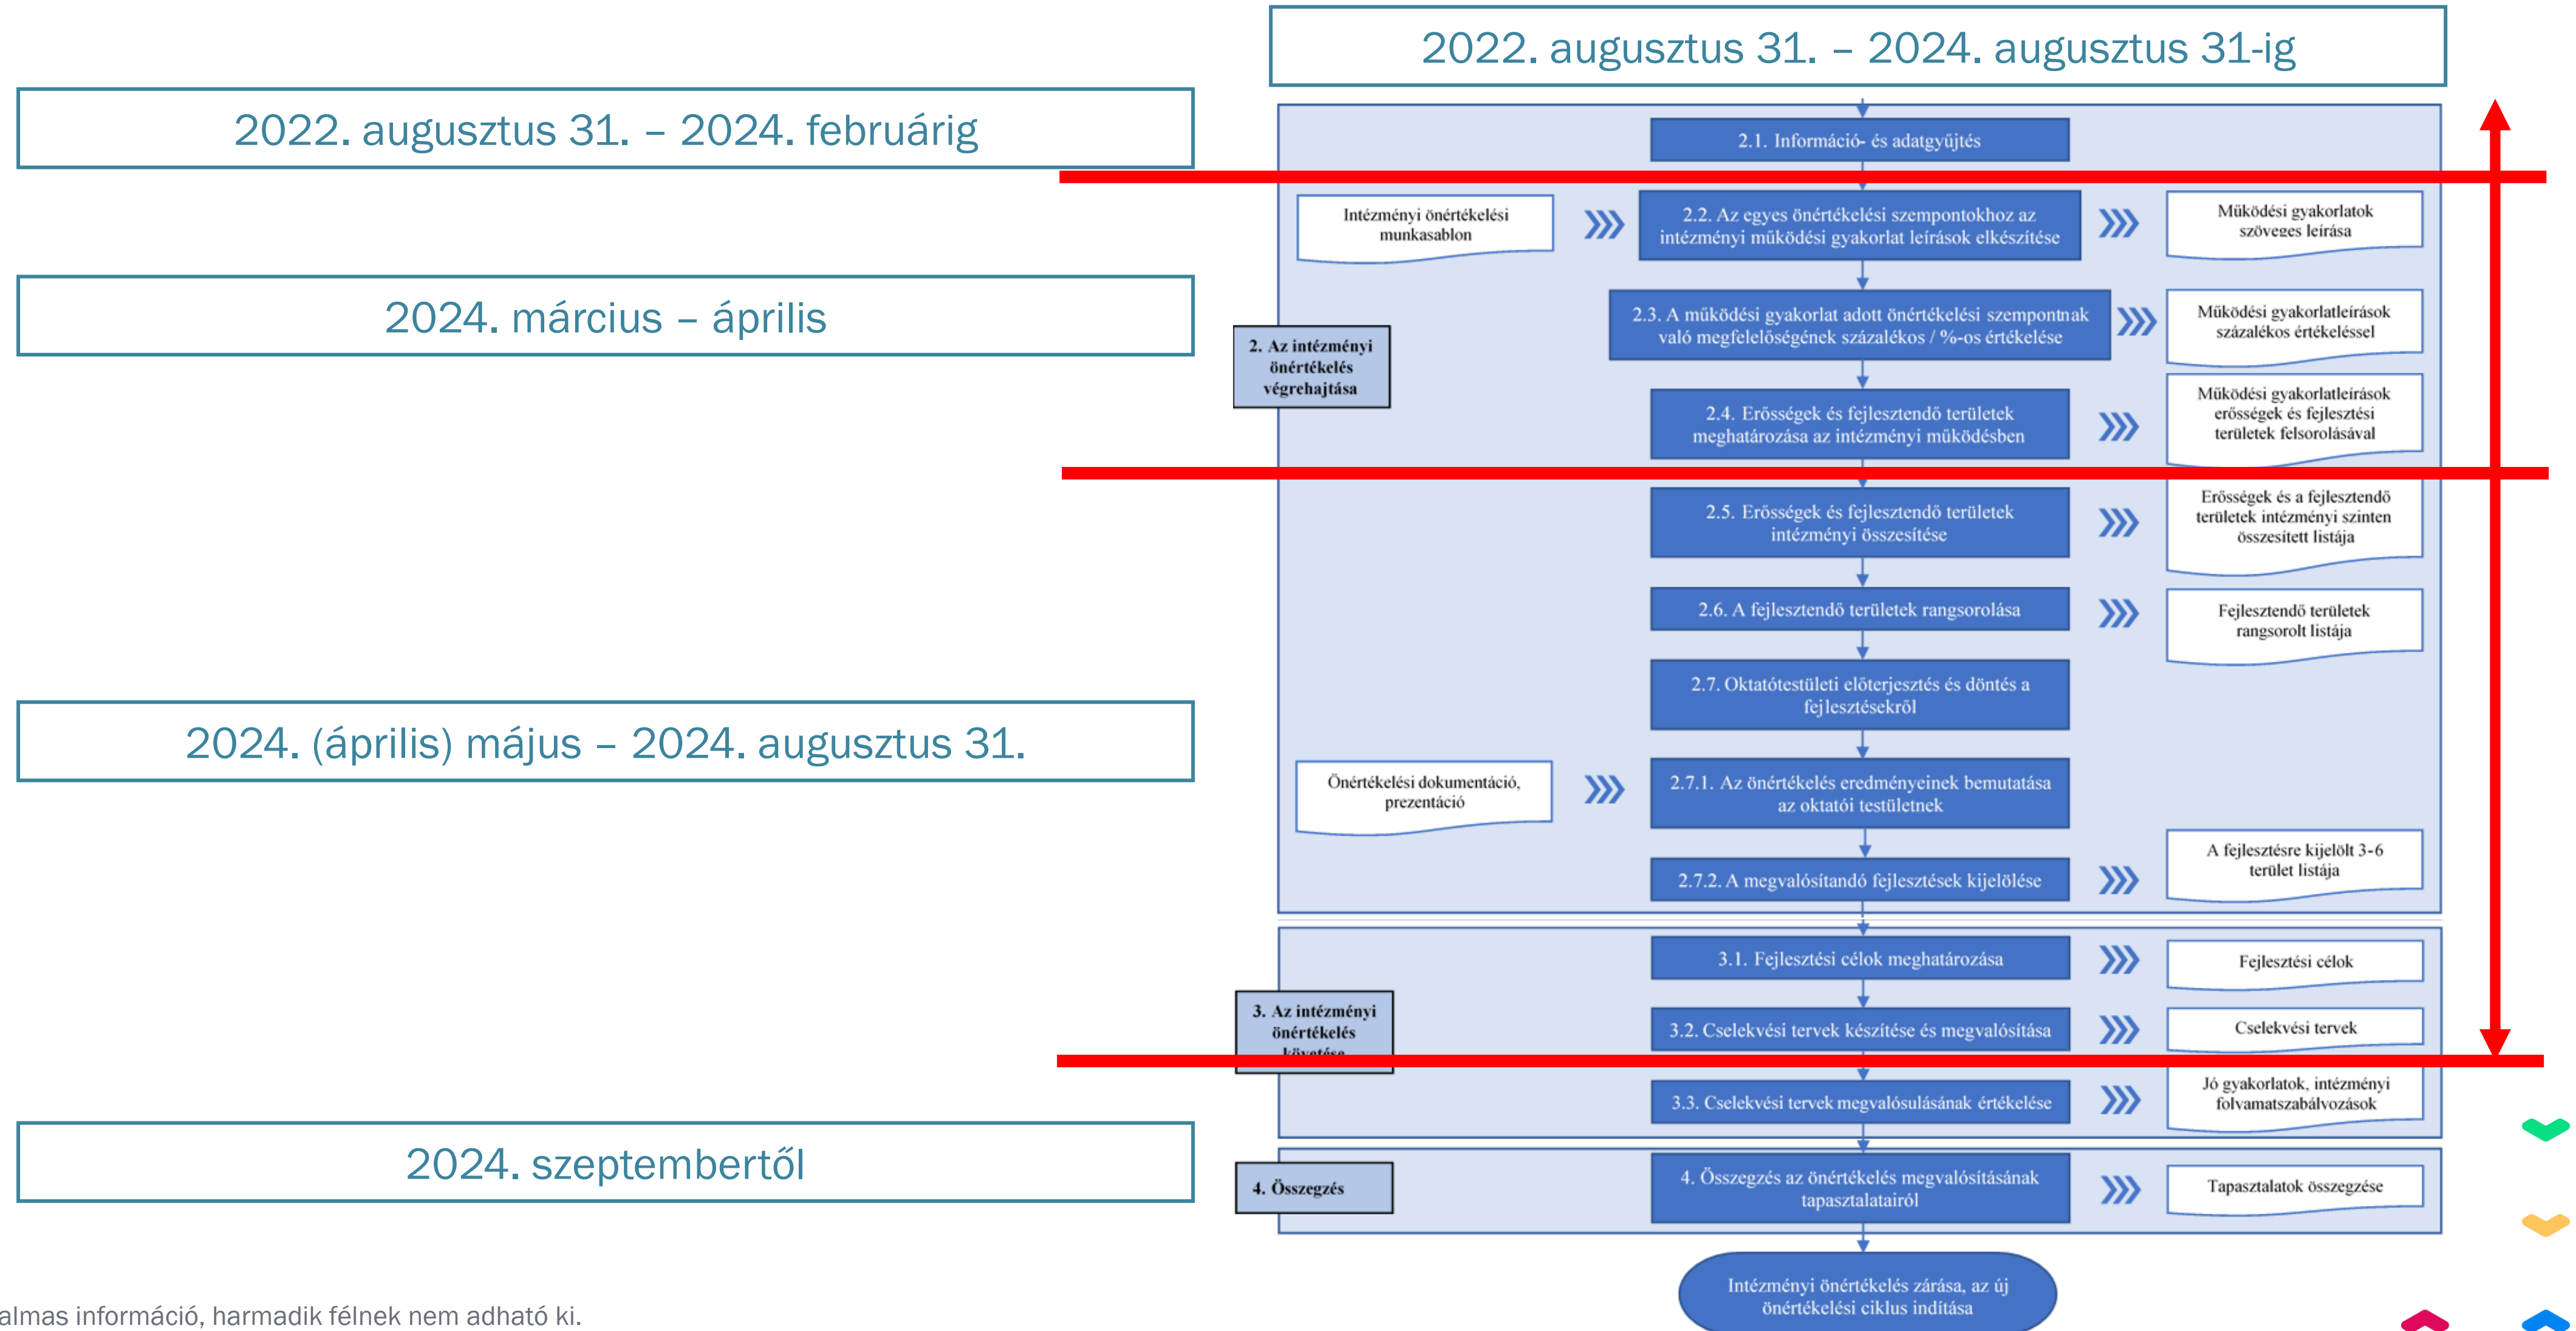 2022. augusztus 31. – 2024. augusztus 31-ig
2022. augusztus 31. – 2024. februárig
2.1. Információ- és adatgyűjtés
Intézményi önértékelési
munkasablon
2.2. Az egyes önértékelési szempontokhoz az
intézményi működési gyakorlat leírások elkészítése
Működési gyakorlatok
szöveges leírása
2024. március – április
2. Az intézményi
önértékelés
végrehajtása
2.3. A működési gyakorlat adott önértékelési szempontnak
való megfelelőségének százalékos / %-os értékelése
Működési gyakorlatleírások
százalékos értékeléssel
2.4. Erősségek és fejlesztendő területek
meghatározása az intézményi működésben
Működési gyakorlatleírások
erősségek és fejlesztési
területek felsorolásával
2.5. Erősségek és fejlesztendő területek
intézményi összesítése
Erősségek és a fejlesztendő
területek intézményi szinten
összesített listája
2.6. A fejlesztendő területek rangsorolása
Fejlesztendő területek
rangsorolt listája
2.7. Oktatótestületi előterjesztés és döntés a
fejlesztésekről
2024. (április) május – 2024. augusztus 31.
Önértékelési dokumentáció,
prezentáció
2.7.1. Az önértékelés eredményeinek bemutatása
az oktatói testületnek
2.7.2. A megvalósítandó fejlesztések kijelölése
A fejlesztésre kijelölt 3-6
terület listája
3.1. Fejlesztési célok meghatározása
Fejlesztési célok
3. Az intézményi
önértékelés
követése
3.2. Cselekvési tervek készítése és megvalósítása
Cselekvési tervek
3.3. Cselekvési tervek megvalósulásának értékelése
Jó gyakorlatok, intézményi
folyamatszabályozások
2024. szeptembertől
4. Összegzés
4. Összegzés az önértékelés megvalósításának
tapasztalatairól
Tapasztalatok összegzése
Intézményi önértékelés zárása, az új
önértékelési ciklus indítása
almas információ, harmadik félnek nem adható ki.